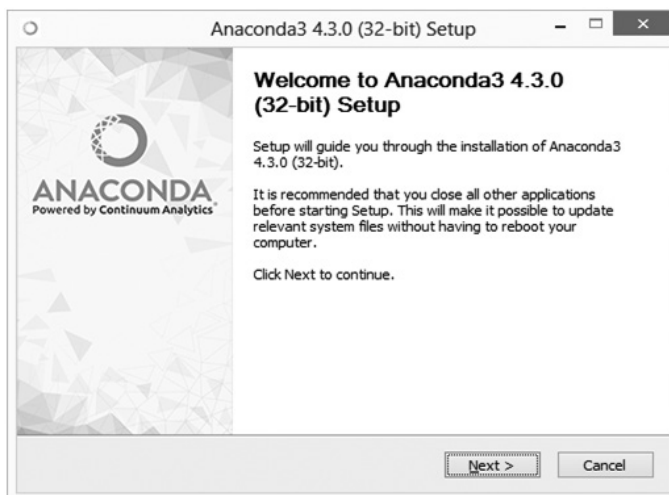 Anaconda3 4.3.0 (32-bit) Setup
ANACONDA
Powered by Continuum Analytics
Welcome to Anaconda3 4.3.0
(32-bit) Setup
Setup will guide you through the installation of Anaconda3
4.3.0 (32-bit).
It is recommended that you close all other applications
before starting Setup. This will make it possible to update
relevant system files without having to reboot your
computer.
Click Next to continue.
Next >
Cancel